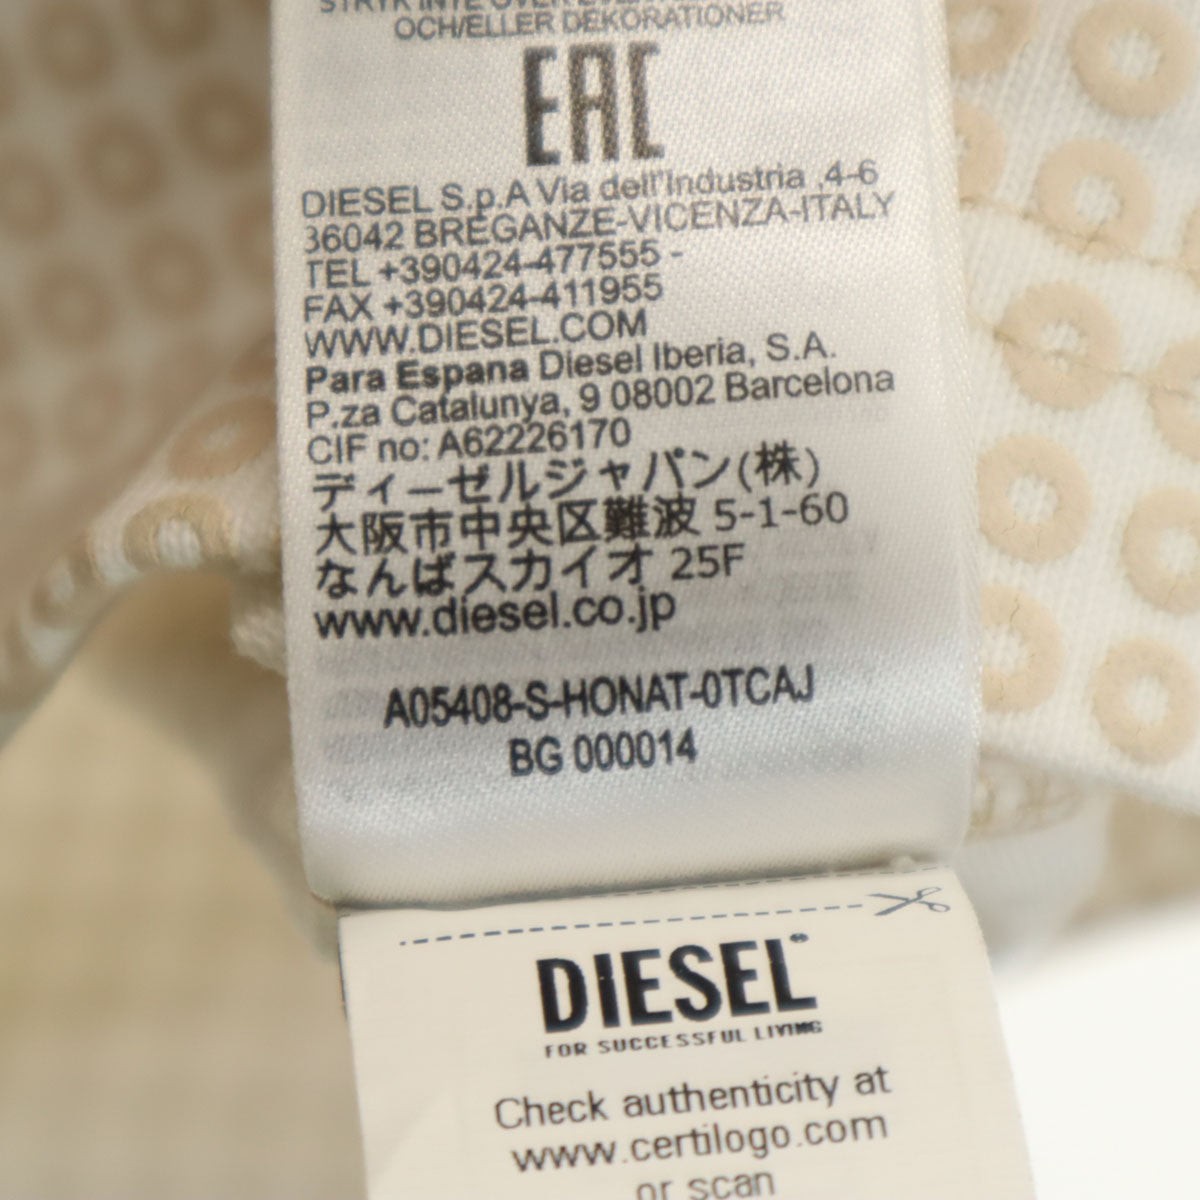 STRYK INTE ÖVER
OCH/ELLER DEKORATIONER
EAC
DIESEL S.p.A Via dell'Industria ,4-6
36042 BREGANZE-VICENZA-ITALY
TEL +390424-477555 -
FAX +390424-411955
WWW.DIESEL.COM
Para Espana Diesel Iberia, S.A.
P.za Catalunya, 9 08002 Barcelona
CIF no: A62226170
ディーゼルジャパン(株)
大阪市中央区難波 5-1-60
なんばスカイオ 25F
www.diesel.co.jp
A05408-S-HONAT-0TCAJ
BG 000014
DIESEL®
FOR SUCCESSFUL LIVING
Check authenticity at
www.certilogo.com
or scan